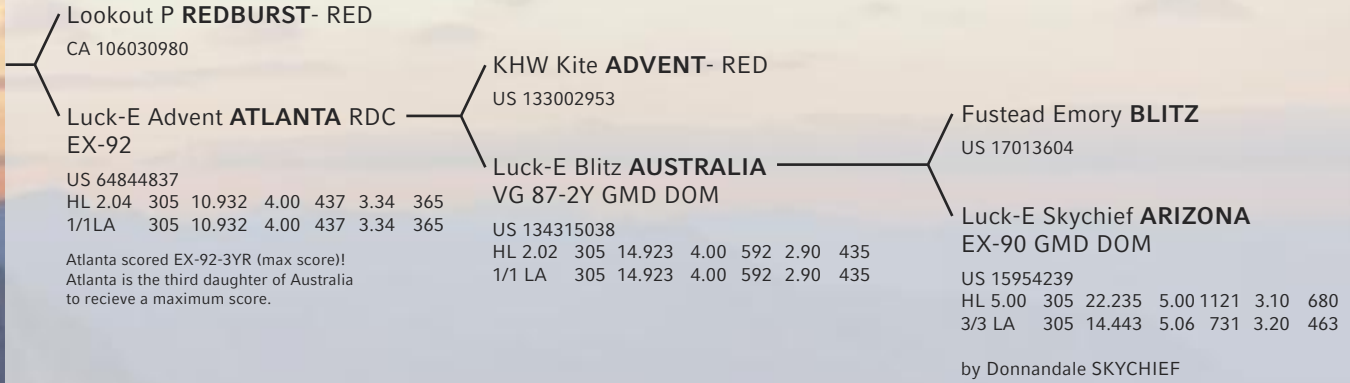 Lookout P REDBURST- RED
CA 106030980
Luck-E Advent ATLANTA RDC
EX-92
US 64844837
HL 2.04 305 10.932 4.00 437 3.34 365
1/1LA 305 10.932 4.00 437 3.34 365
Atlanta scored EX-92-3YR (max score)!
Atlanta is the third daughter of Australia
to recieve a maximum score.
KHW Kite ADVENT- RED
US 133002953
Luck-E Blitz AUSTRALIA
VG 87-2Y GMD DOM
US 134315038
HL 2.02 305 14.923 4.00 592 2.90 435
1/1 LA 305 14.923 4.00 592 2.90 435
Fustead Emory BLITZ
US 17013604
Luck-E Skychief ARIZONA
EX-90 GMD DOM
US 15954239
HL 5.00 305 22.235 5.00 1121 3.10 680
3/3 LA 305 14.443 5.06 731 3.20 463
by Donnandale SKYCHIEF